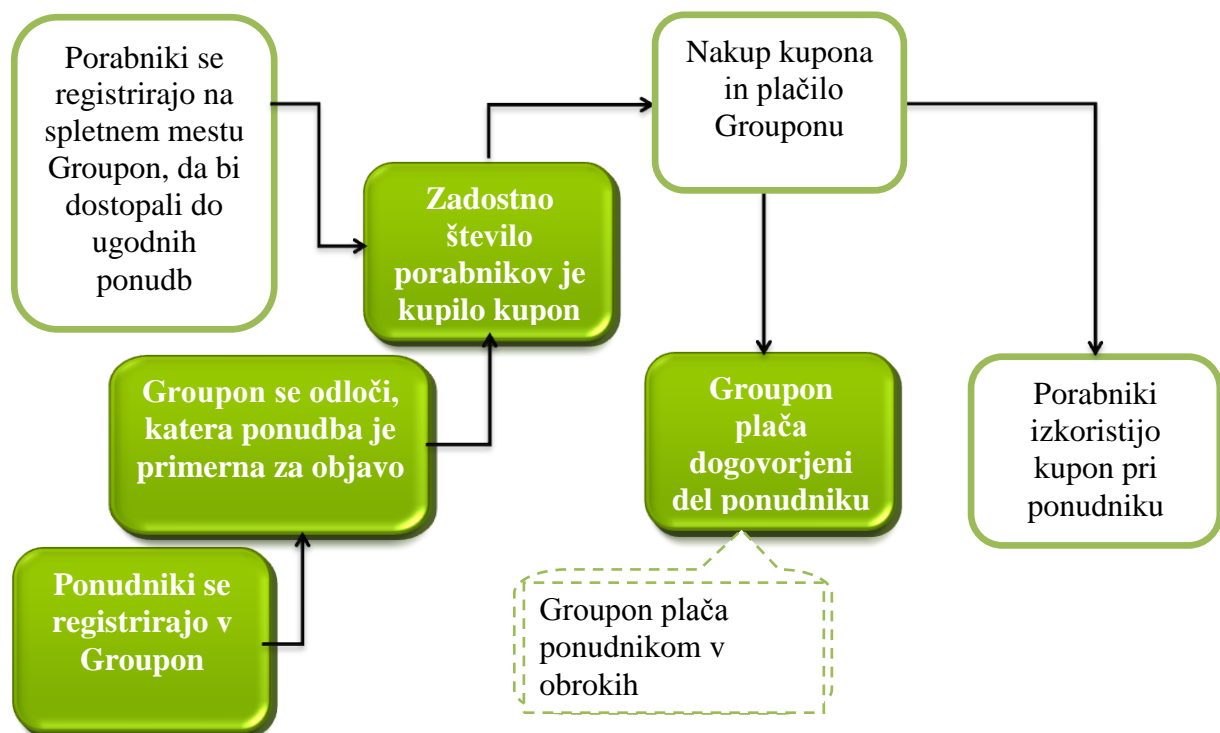 Porabniki se
registrirajo na
spletnem mestu
Groupon, da bi
dostopali do
ugodnih
ponudb
Nakup kupona
in plačilo
Grouponu
Zadostno
število
porabnikov je
kupilo kupon
Groupon se odloči,
katera ponudba je
primerna za objavo
Groupon
plača
dogovorjeni
del ponudniku
Porabniki
izkoristijo
kupon pri
ponudniku
Ponudniki se
registrirajo v
Groupon
Groupon plača
ponudnikom v
obrokih